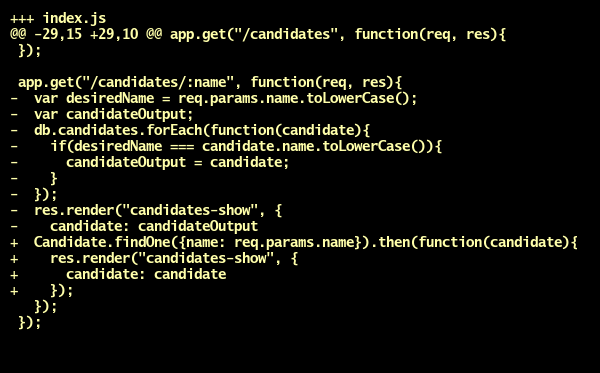 +++ index.js
@@ -29,15 +29,10 @@ app.get("/candidates", function(req, res){
 });

 app.get("/candidates/:name", function(req, res){
-  var desiredName = req.params.name.toLowerCase();
-  var candidateOutput;
-  db.candidates.forEach(function(candidate){
-    if(desiredName === candidate.name.toLowerCase()){
-      candidateOutput = candidate;
-    }
-  });
-  res.render("candidates-show", {
-    candidate: candidateOutput
+  Candidate.findOne({name: req.params.name}).then(function(candidate){
+    res.render("candidates-show", {
+      candidate: candidate
+    });
   });
 });